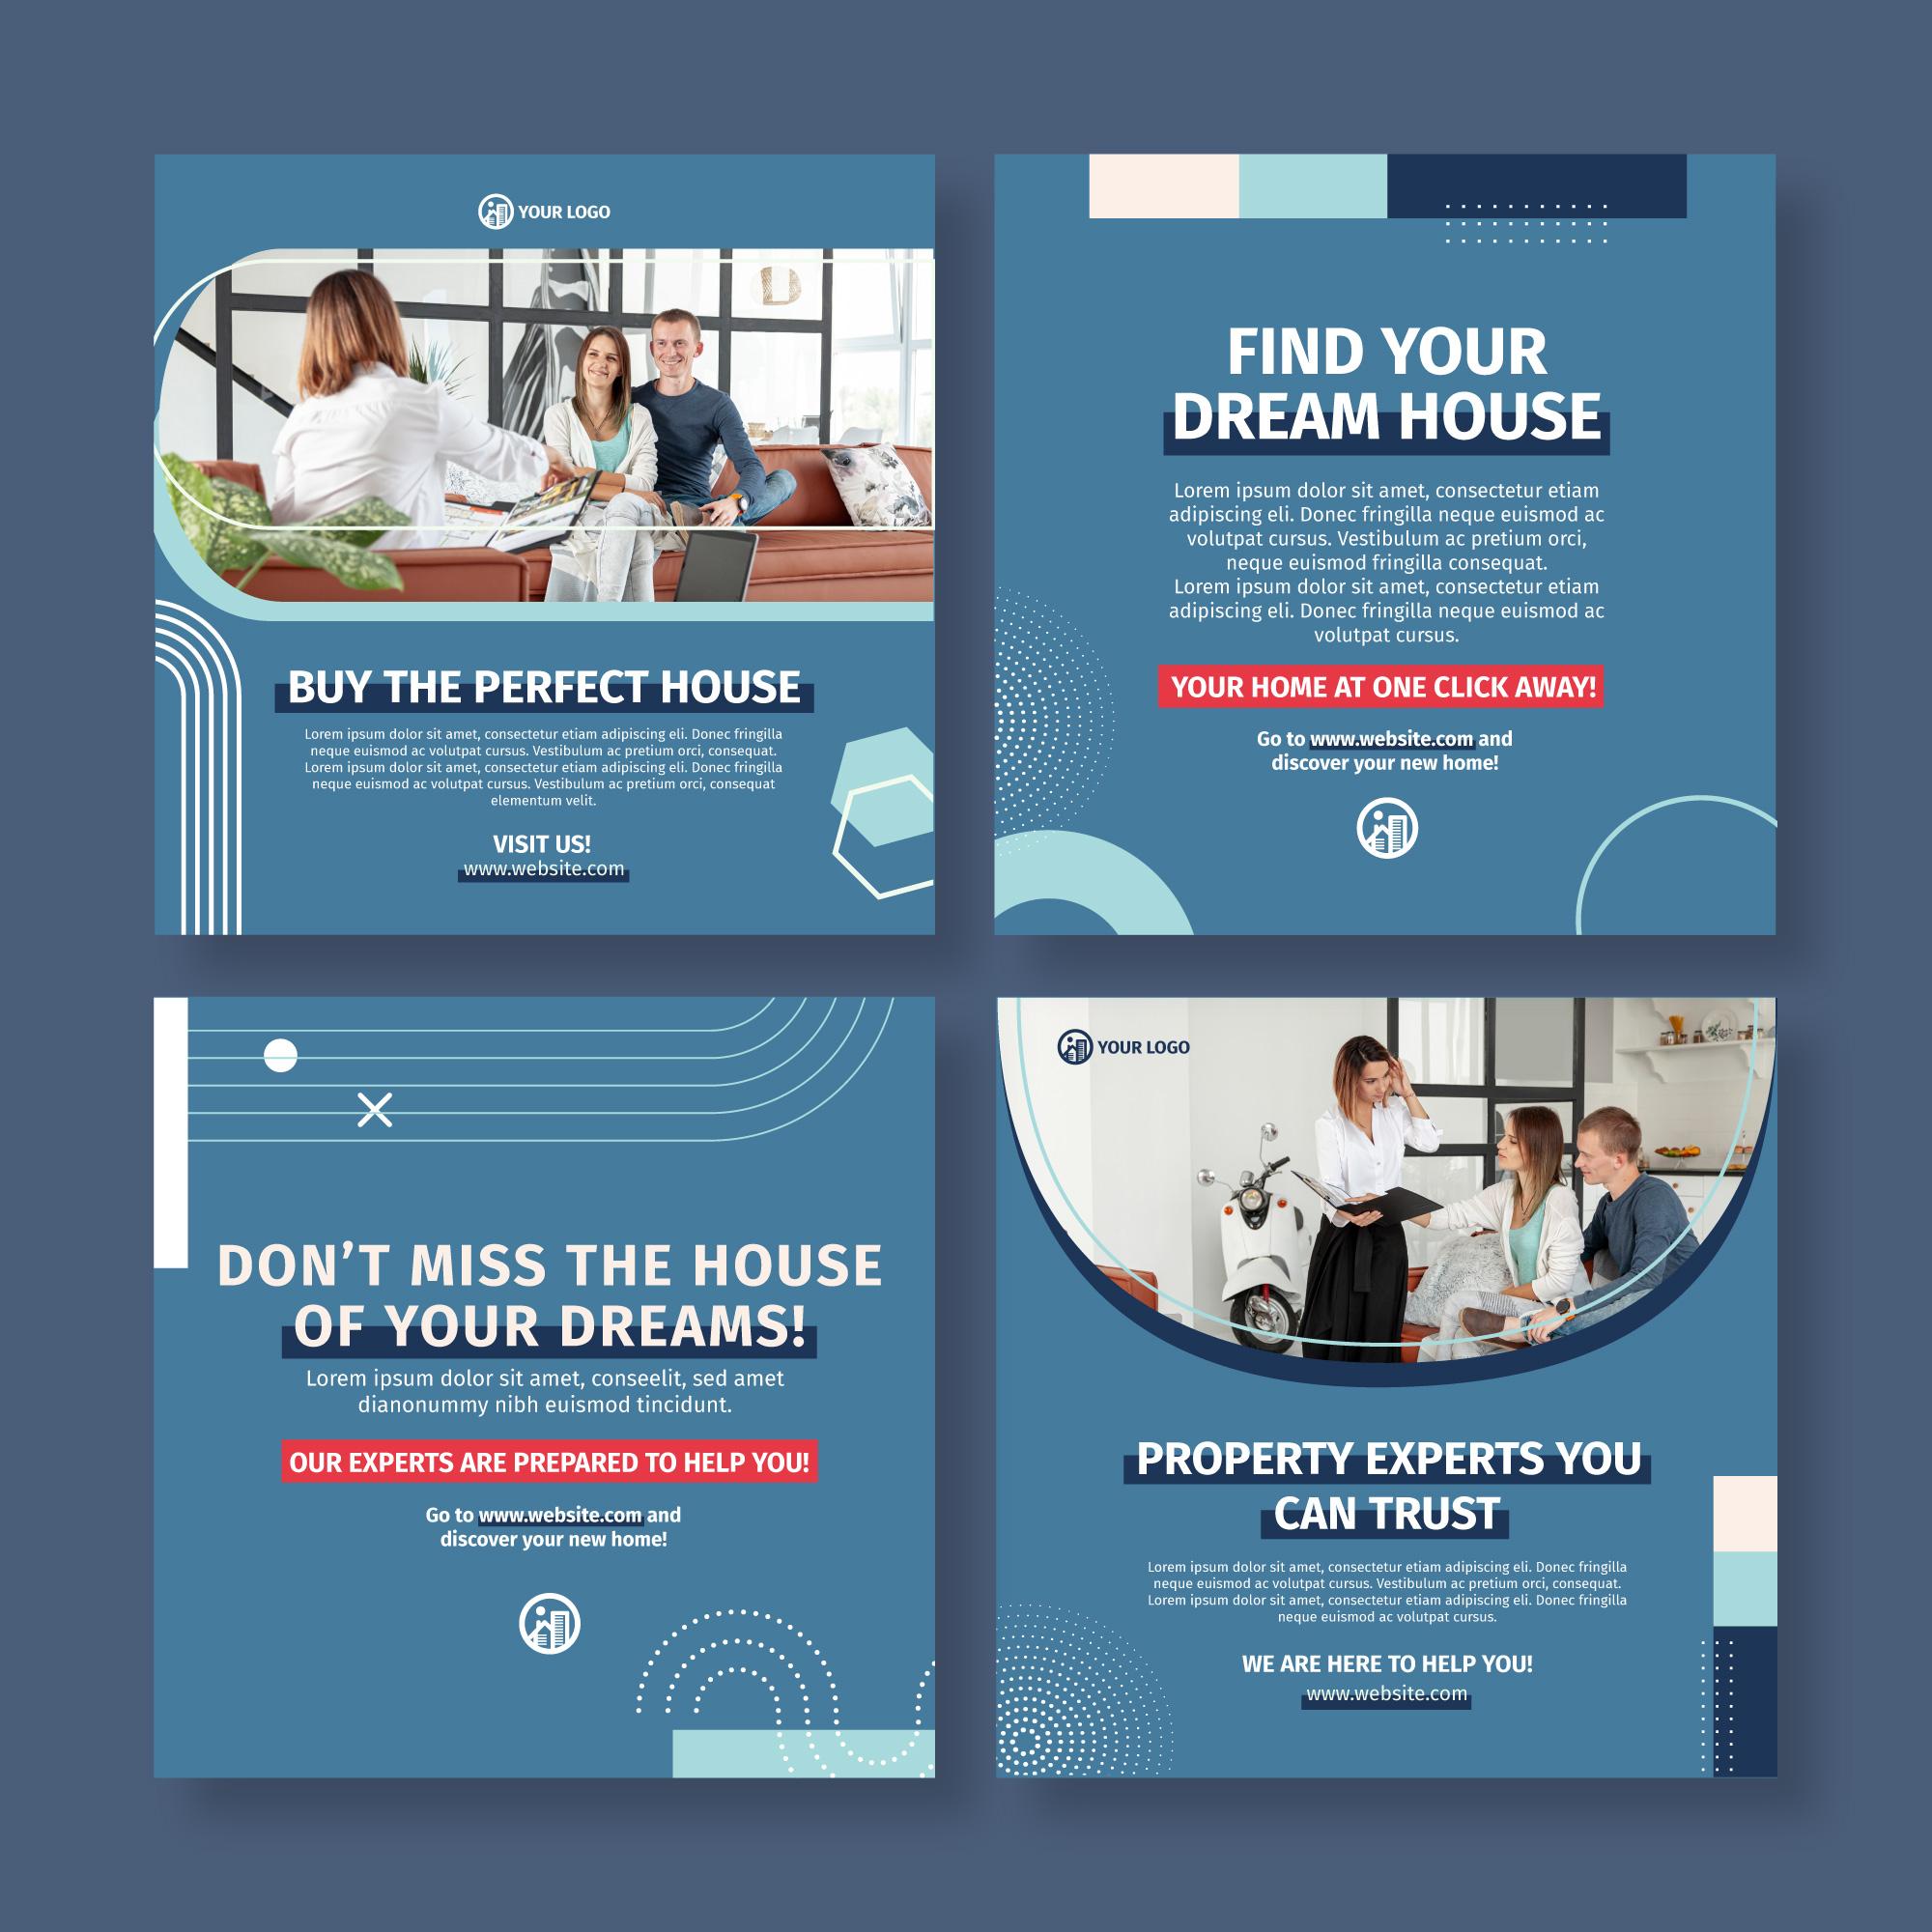 YOUR LOGO
BUY THE PERFECT HOUSE
Lorem ipsum dolor sit amet, consectetur etiam adipiscing eli. Donec fringilla
neque euismod ac volutpat cursus. Vestibulum ac pretium orci, consequat.
Lorem ipsum dolor sit amet, consectetur etiam adipiscing eli. Donec fringilla
neque euismod ac volutpat cursus. Vestibulum ac pretium orci, consequat
elementum velit.
VISIT US!
www.website.com
FIND YOUR
DREAM HOUSE
Lorem ipsum dolor sit amet, consectetur etiam
adipiscing eli. Donec fringilla neque euismod ac
volutpat cursus. Vestibulum ac pretium orci,
neque euismod fringilla consequat.
Lorem ipsum dolor sit amet, consectetur etiam
adipiscing eli. Donec fringilla neque euismod ac
volutpat cursus.
YOUR HOME AT ONE CLICK AWAY!
Go to www.website.com and
discover your new home!
DON’T MISS THE HOUSE
OF YOUR DREAMS!
Lorem ipsum dolor sit amet, conseelit, sed amet
dianonummy nibh euismod tincidunt.
OUR EXPERTS ARE PREPARED TO HELP YOU!
Go to www.website.com and
discover your new home!
YOUR LOGO
PROPERTY EXPERTS YOU
CAN TRUST
Lorem ipsum dolor sit amet, consectetur etiam adipiscing eli. Donec fringilla
neque euismod ac volutpat cursus. Vestibulum ac pretium orci, consequat.
Lorem ipsum dolor sit amet, consectetur etiam adipiscing eli. Donec fringilla
neque euismod ac volutpat cursus.
WE ARE HERE TO HELP YOU!
www.website.com